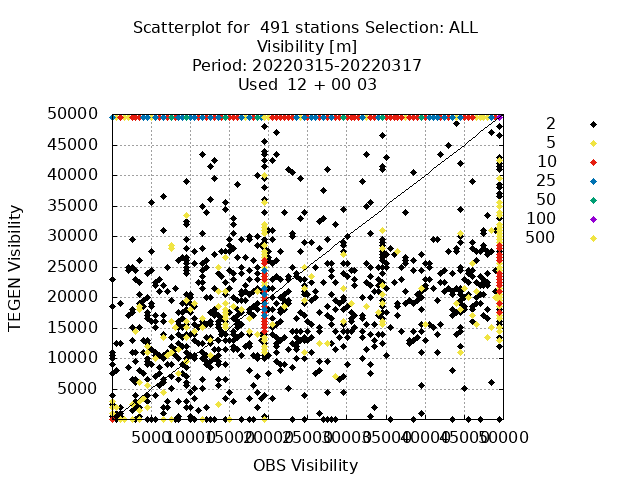 Scatterplot for  491 stations Selection: ALL
Visibility [m]
Period: 20220315-20220317
Used  12 + 00 03
50000
45000
40000
35000
30000
25000
20000
15000
10000
5000
TEGEN Visibility
5000 10000 15000 20000 25000 30000 35000 40000 45000 50000
OBS Visibility
2
5
10
25
50
100
500